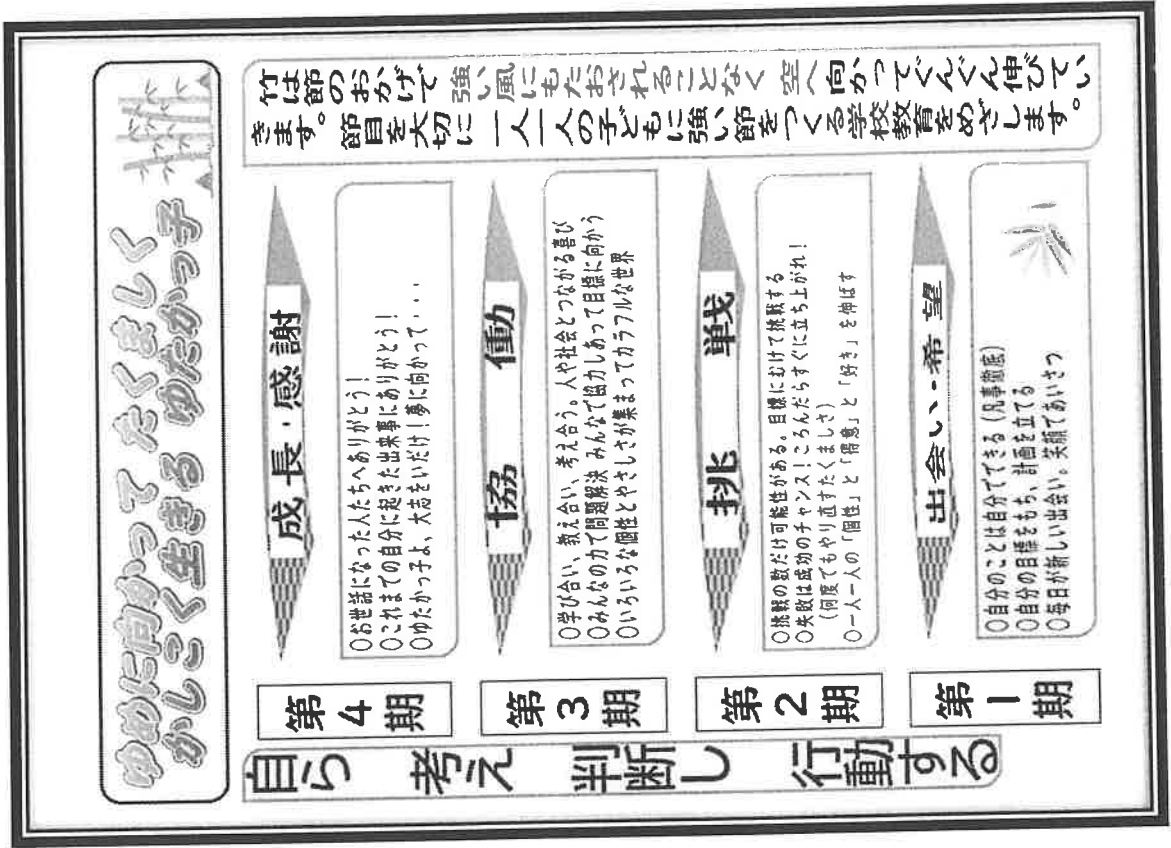 ゆめに向かって たくましく
かしこく生きる ゆたかっ子
自ら 考え 判断し 行動する
第4期
成長・感謝
○お世話になった人たちへありがとう!
○これまでの自分に起きた出来事にありがとう!
○ゆたかっ子よ、大志をいだけ!夢に向かって・・・
第3期
協 働
○学び合い、教え合い、考え合う。人や社会とつながる喜び
○みんなの力で問題解決 みんなで協力しあって目標に向かう
○いろいろな個性とやさしさが集まってカラフルな世界
第2期
挑 戦
○挑戦の数だけ可能性がある。目標にむけて挑戦する
○失敗は成功のチャンス!ころんだらすぐに立ち上がれ!
(何度でもやり直すたくましさ)
○一人一人の「個性」と「得意」と「好き」を伸ばす
第1期
出会い・希望
○自分のことは自分でできる(凡事徹底)
○自分の目標をもち、計画を立てる
○毎日が新しい出会い。笑顔であいさつ
竹は節のおかげで 強い風にもたおされることなく 空へ向かってぐんぐん伸びてい
きます。 節目を大切に 一人一人の子どもに強い節をつくる学校教育をめざします。